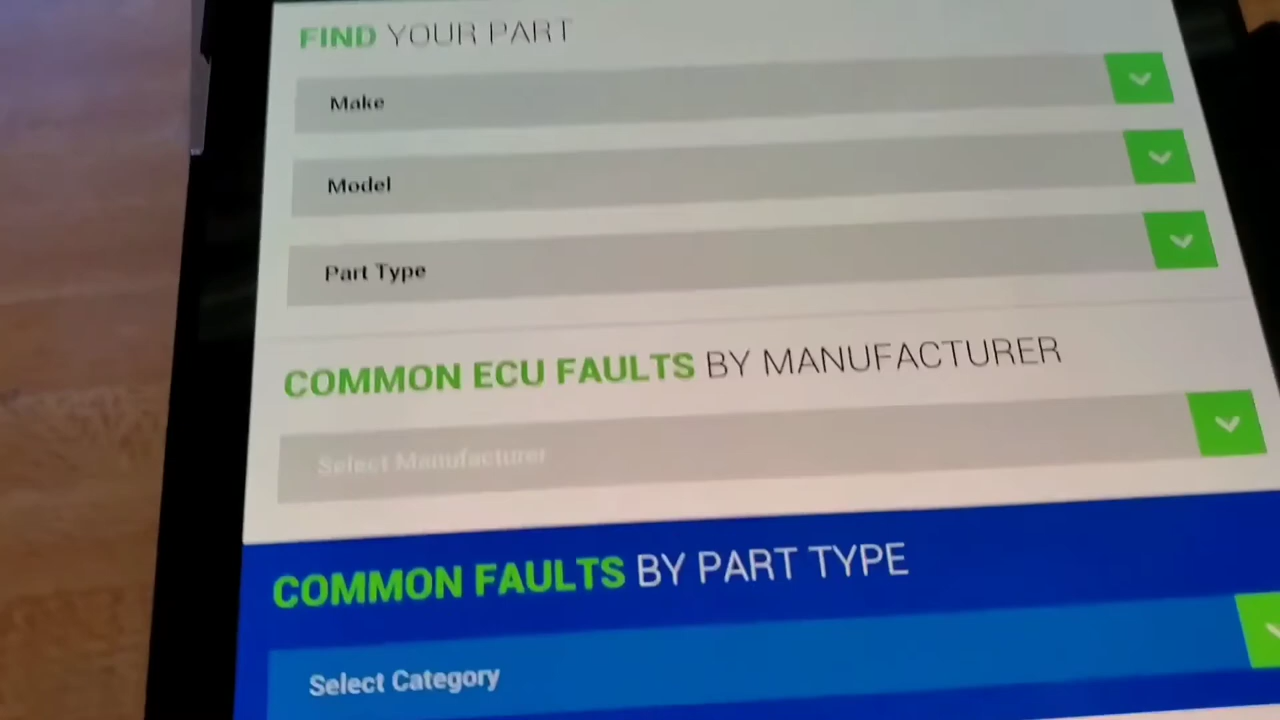 FIND YOUR PART
Make
Model
Part Type
COMMON ECU FAULTS BY MANUFACTURER
Select Manufacturer
COMMON FAULTS BY PART TYPE
Select Category